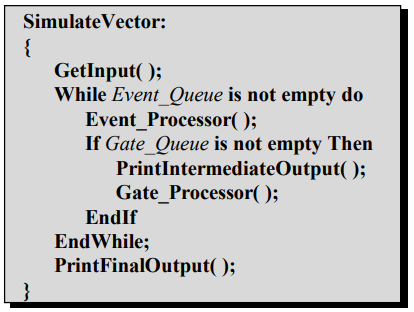 SimulateVector:
{
GetInput( );
While Event_Queue is not empty do
Event_Processor( );
If Gate_Queue is not empty Then
PrintIntermediateOutput( );
Gate_Processor( );
EndIf
EndWhile;
PrintFinalOutput( );
}